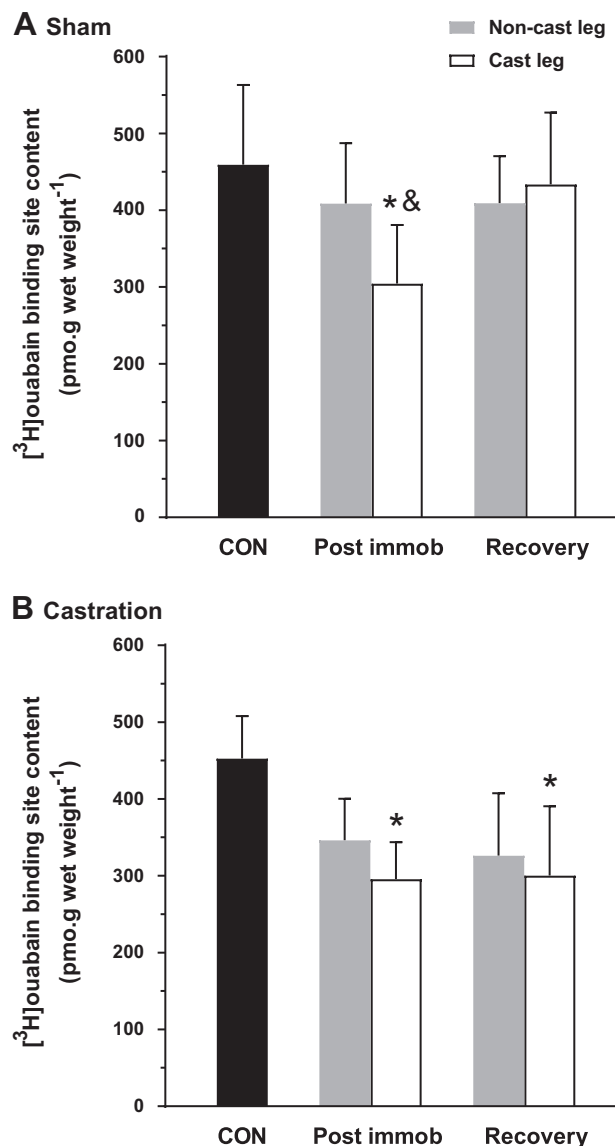 A Sham
Non-cast leg
Cast leg
[³H]ouabain binding site content
(pmo.g wet weight⁻¹)
600
500
400
300
200
100
0
*&
CON Post immob Recovery
B Castration
[³H]ouabain binding site content
(pmo.g wet weight⁻¹)
600
500
400
300
200
100
0
*
*
CON Post immob Recovery